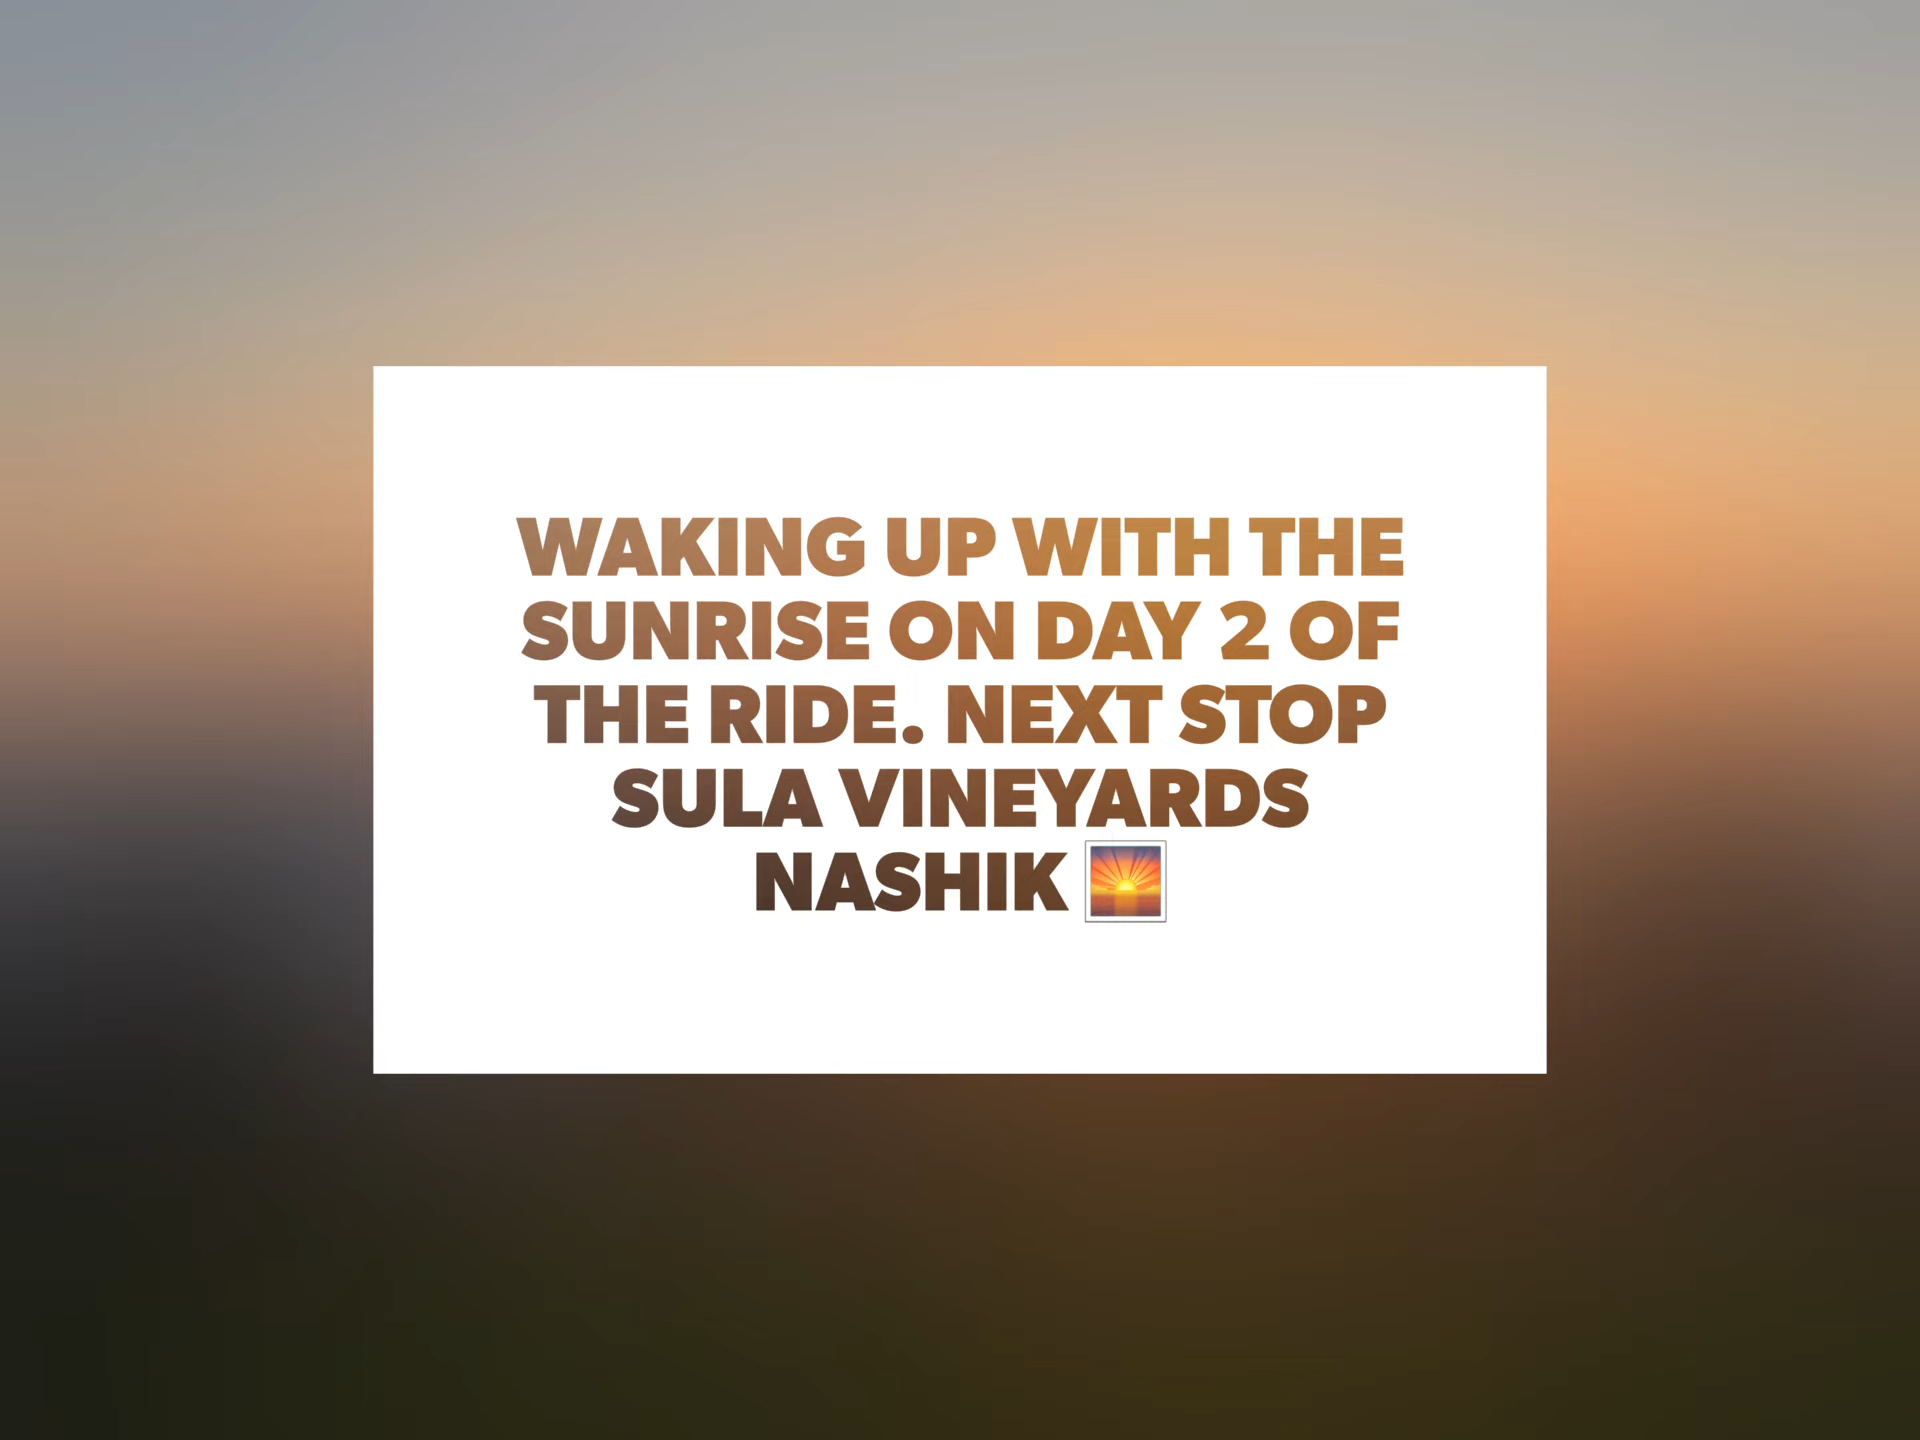 WAKING UP WITH THE
SUNRISE ON DAY 2 OF
THE RIDE. NEXT STOP
SULA VINEYARDS
NASHIK 🌅